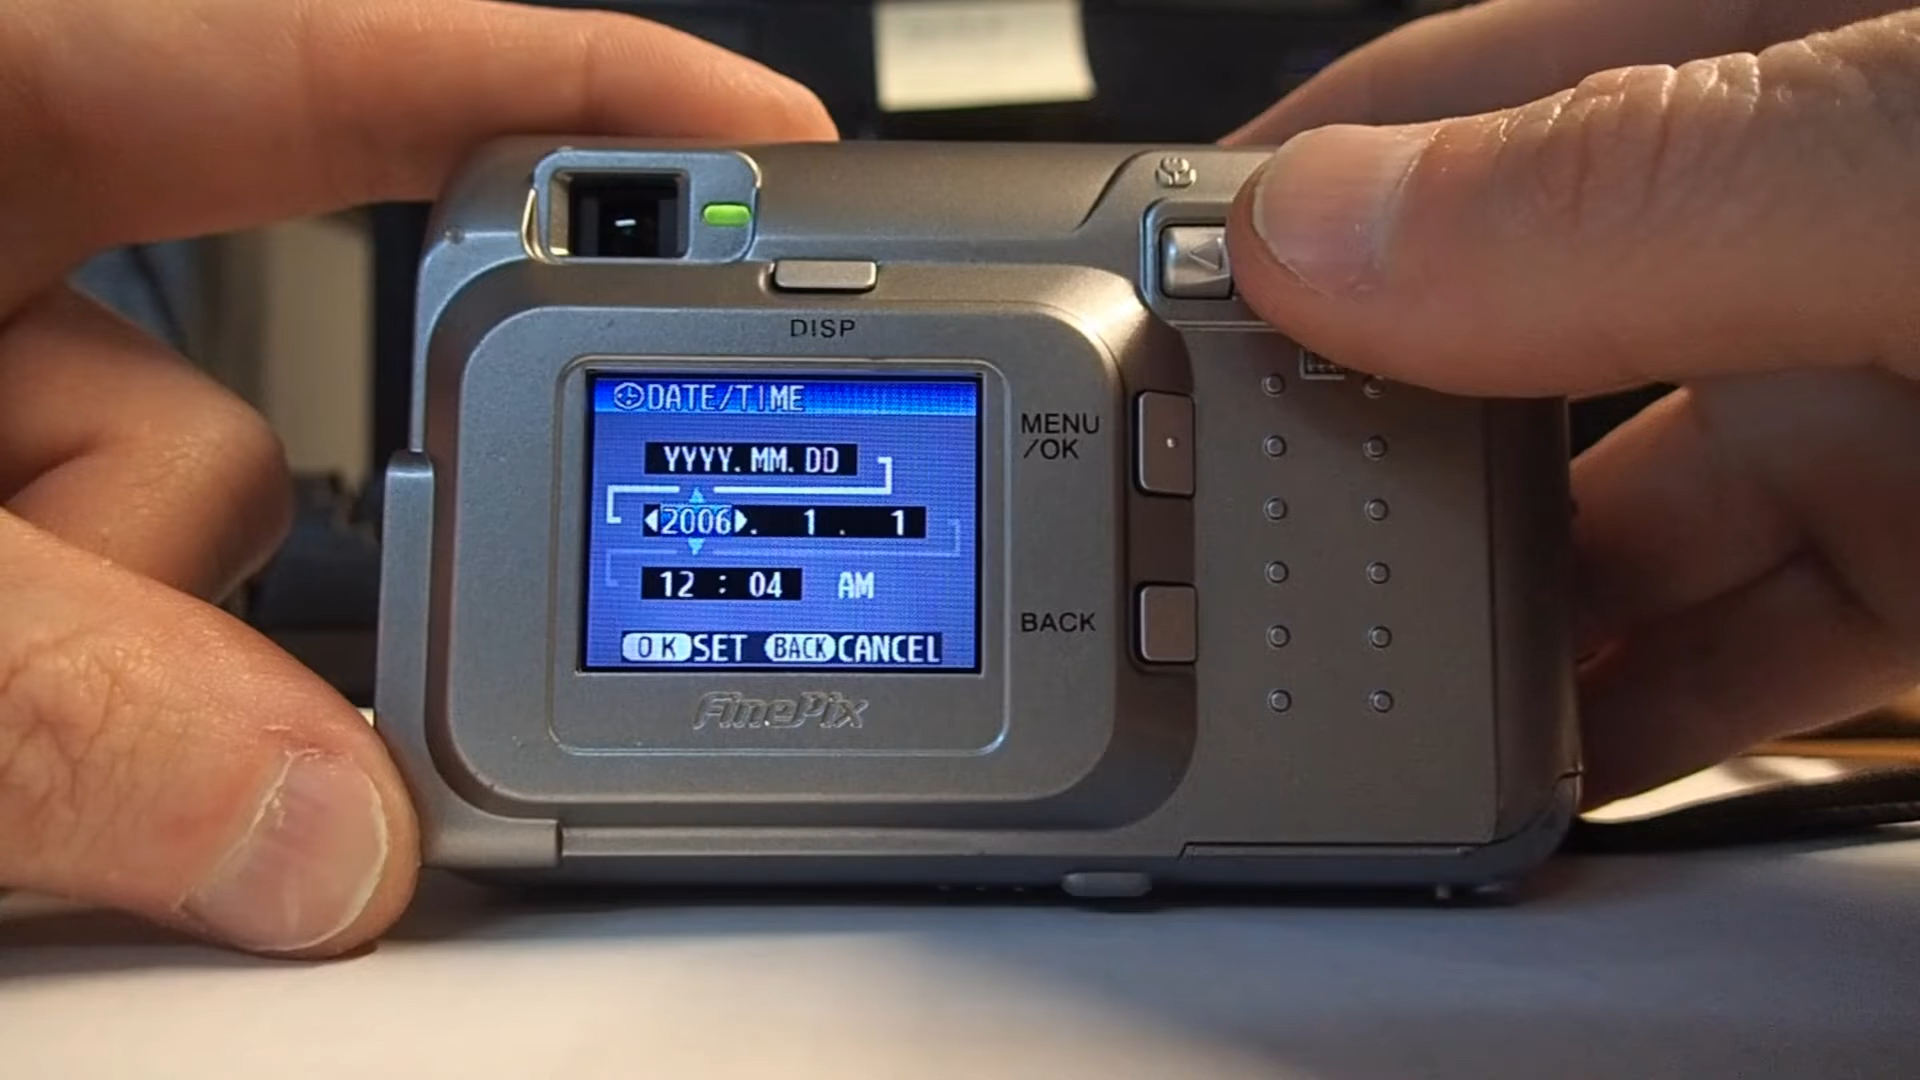 DISP
DATE/TIME
YYYY.MM.DD
2006. 1. 1
12:04 AM
OK SET BACK CANCEL
MENU
/OK
BACK
FinePix